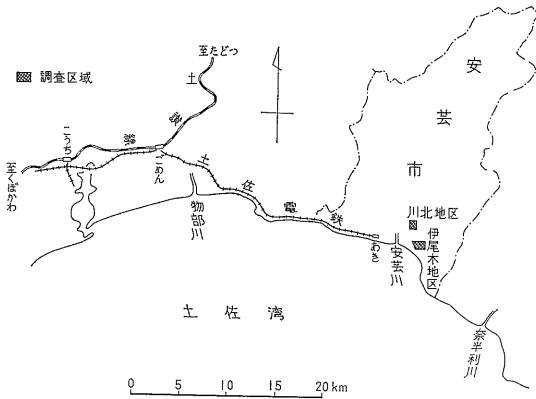 至たどつ
土
讃
線
調査区域
こうち
ごめん
至くぼかわ
土
佐
電
鉄
物部川
あき
安芸川
安
芸
市
川北地区
伊尾木地区
奈半利川
土佐湾
0 5 10 15 20km